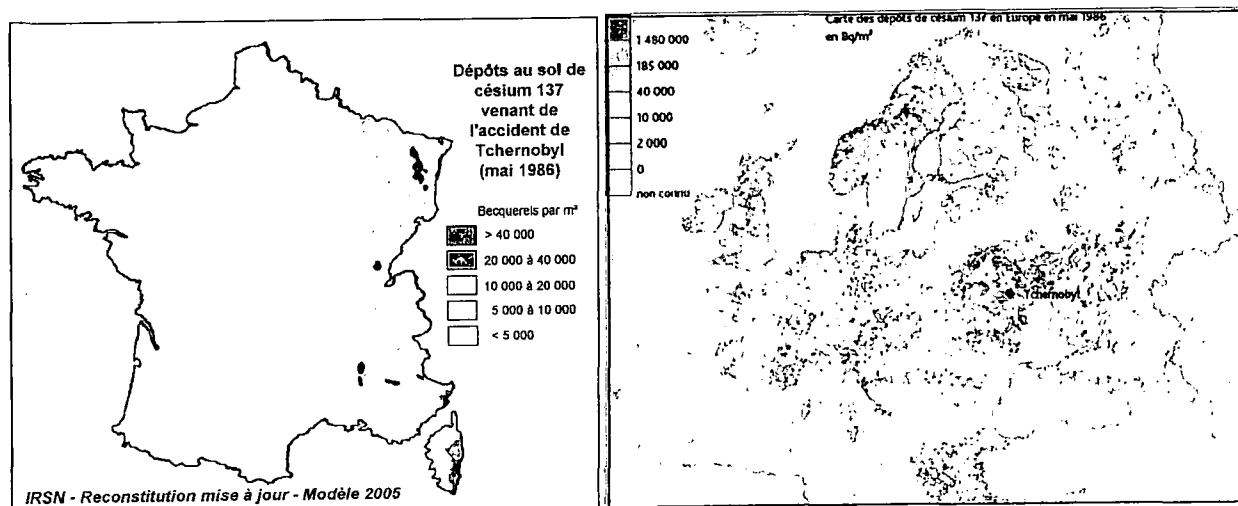 Dépôts au sol de
césium 137
venant de
l'accident de
Tchernobyl
(mai 1986)
Becquerels par m²
> 40 000
20 000 à 40 000
10 000 à 20 000
5 000 à 10 000
< 5 000
IRSN - Reconstitution mise à jour - Modèle 2005
Carte des dépôts de césium 137 en Europe en mai 1986
en Bq/m²
1 480 000
185 000
40 000
10 000
2 000
0
non connu
Tchernobyl